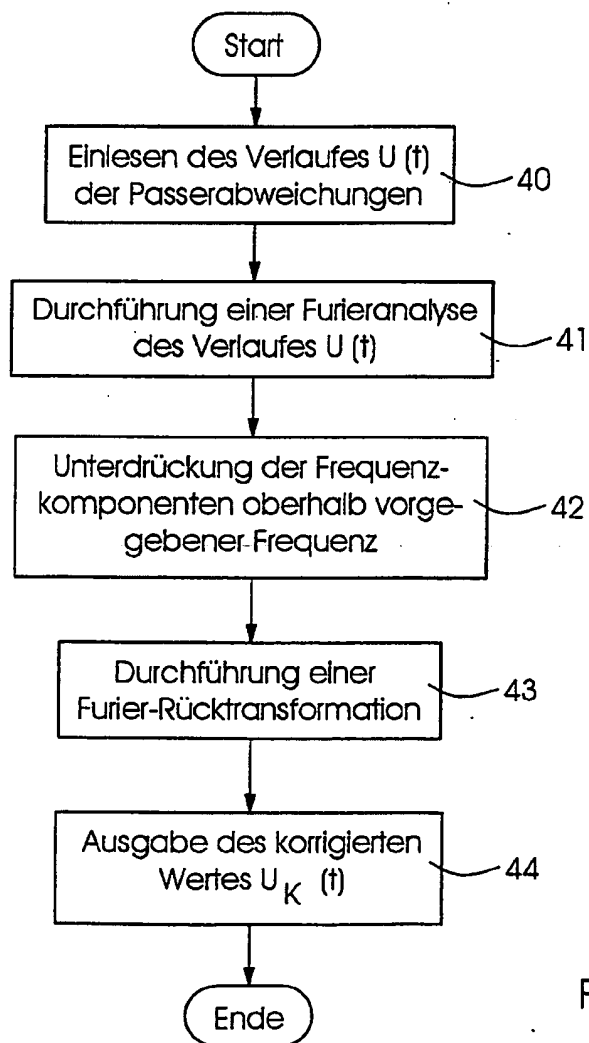 Start
Einlesen des Verlaufes U (t)
der Passerabweichungen
40
Durchführung einer Furieranalyse
des Verlaufes U (t)
41
Unterdrückung der Frequenz-
komponenten oberhalb vorge-
gebener Frequenz
42
Durchführung einer
Furier-Rücktransformation
43
Ausgabe des korrigierten
Wertes U_K (t)
44
Ende
F